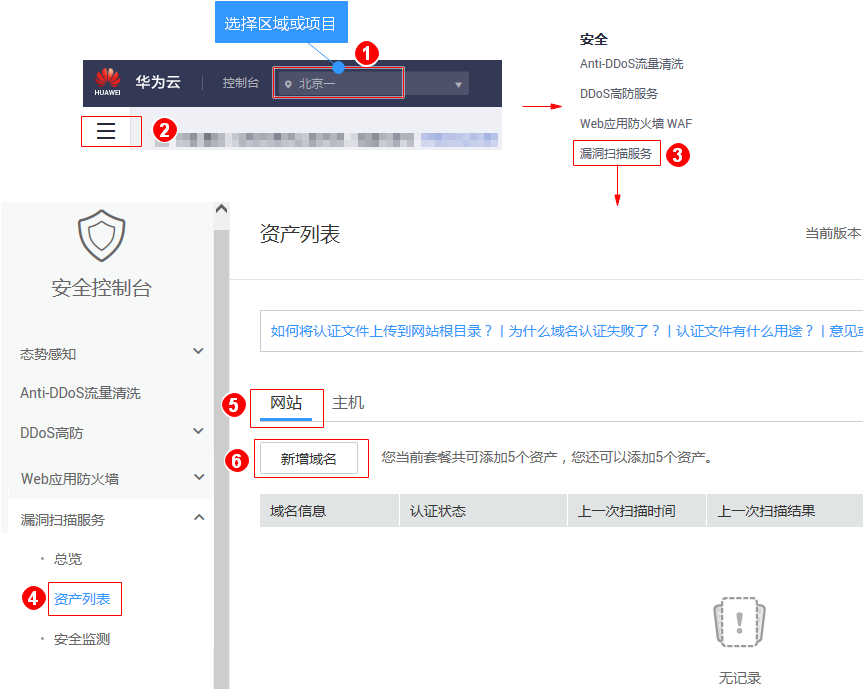 选择区域或项目
1
HUAWEI
华为云
控制台
北京一
2
安全
Anti-DDoS流量清洗
DDoS高防服务
Web应用防火墙 WAF
漏洞扫描服务
3
安全控制台
态势感知
Anti-DDoS流量清洗
DDoS高防
Web应用防火墙
漏洞扫描服务
· 总览
4
资产列表
· 安全监测
资产列表
当前版本
如何将认证文件上传到网站根目录？ | 为什么域名认证失败了？ | 认证文件有什么用途？ | 意见或
5
网站
主机
6
新增域名
您当前套餐共可添加5个资产，您还可以添加5个资产。
域名信息
认证状态
上一次扫描时间
上一次扫描结果
无记录